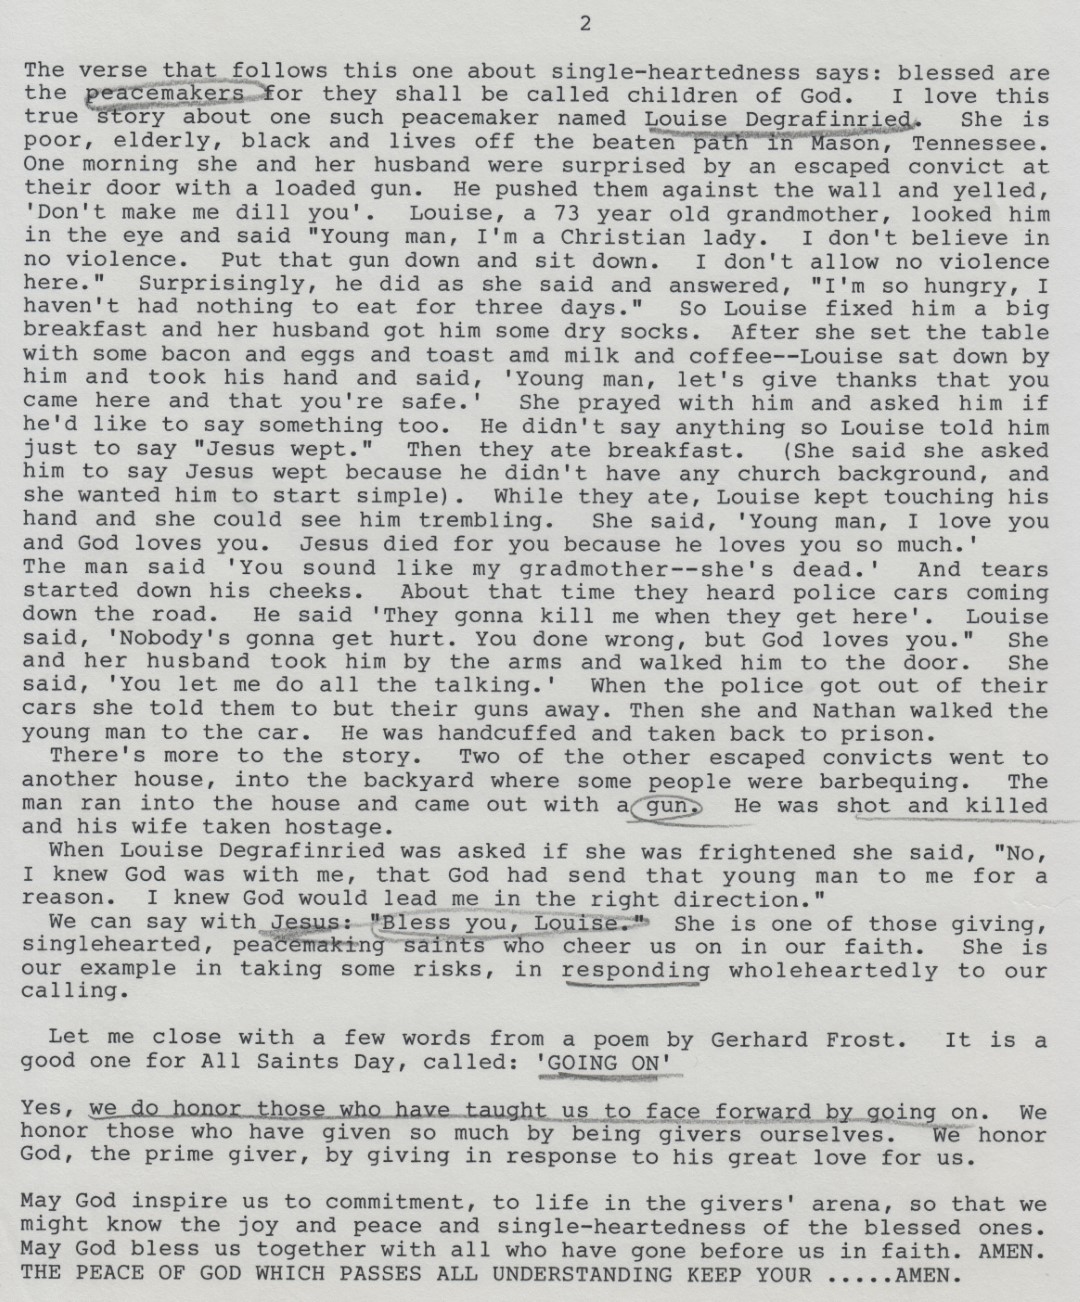 2
The verse that follows this one about single-heartedness says: blessed are
the peacemakers for they shall be called children of God. I love this
true story about one such peacemaker named Louise Degrafinried. She is
poor, elderly, black and lives off the beaten path in Mason, Tennessee.
One morning she and her husband were surprised by an escaped convict at
their door with a loaded gun. He pushed them against the wall and yelled,
'Don't make me dill you'. Louise, a 73 year old grandmother, looked him
in the eye and said "Young man, I'm a Christian lady. I don't believe in
no violence. Put that gun down and sit down. I don't allow no violence
here." Surprisingly, he did as she said and answered, "I'm so hungry, I
haven't had nothing to eat for three days." So Louise fixed him a big
breakfast and her husband got him some dry socks. After she set the table
with some bacon and eggs and toast amd milk and coffee--Louise sat down by
him and took his hand and said, 'Young man, let's give thanks that you
came here and that you're safe.' She prayed with him and asked him if
he'd like to say something too. He didn't say anything so Louise told him
just to say "Jesus wept." Then they ate breakfast. (She said she asked
him to say Jesus wept because he didn't have any church background, and
she wanted him to start simple). While they ate, Louise kept touching his
hand and she could see him trembling. She said, 'Young man, I love you
and God loves you. Jesus died for you because he loves you so much.'
The man said 'You sound like my gradmother--she's dead.' And tears
started down his cheeks. About that time they heard police cars coming
down the road. He said 'They gonna kill me when they get here'. Louise
said, 'Nobody's gonna get hurt. You done wrong, but God loves you." She
and her husband took him by the arms and walked him to the door. She
said, 'You let me do all the talking.' When the police got out of their
cars she told them to but their guns away. Then she and Nathan walked the
young man to the car. He was handcuffed and taken back to prison.
There's more to the story. Two of the other escaped convicts went to
another house, into the backyard where some people were barbequing. The
man ran into the house and came out with a gun. He was shot and killed
and his wife taken hostage.
When Louise Degrafinried was asked if she was frightened she said, "No,
I knew God was with me, that God had send that young man to me for a
reason. I knew God would lead me in the right direction."
We can say with Jesus: "Bless you, Louise." She is one of those giving,
singlehearted, peacemaking saints who cheer us on in our faith. She is
our example in taking some risks, in responding wholeheartedly to our
calling.
Let me close with a few words from a poem by Gerhard Frost. It is a
good one for All Saints Day, called: 'GOING ON'
Yes, we do honor those who have taught us to face forward by going on. We
honor those who have given so much by being givers ourselves. We honor
God, the prime giver, by giving in response to his great love for us.
May God inspire us to commitment, to life in the givers' arena, so that we
might know the joy and peace and single-heartedness of the blessed ones.
May God bless us together with all who have gone before us in faith. AMEN.
THE PEACE OF GOD WHICH PASSES ALL UNDERSTANDING KEEP YOUR .....AMEN.